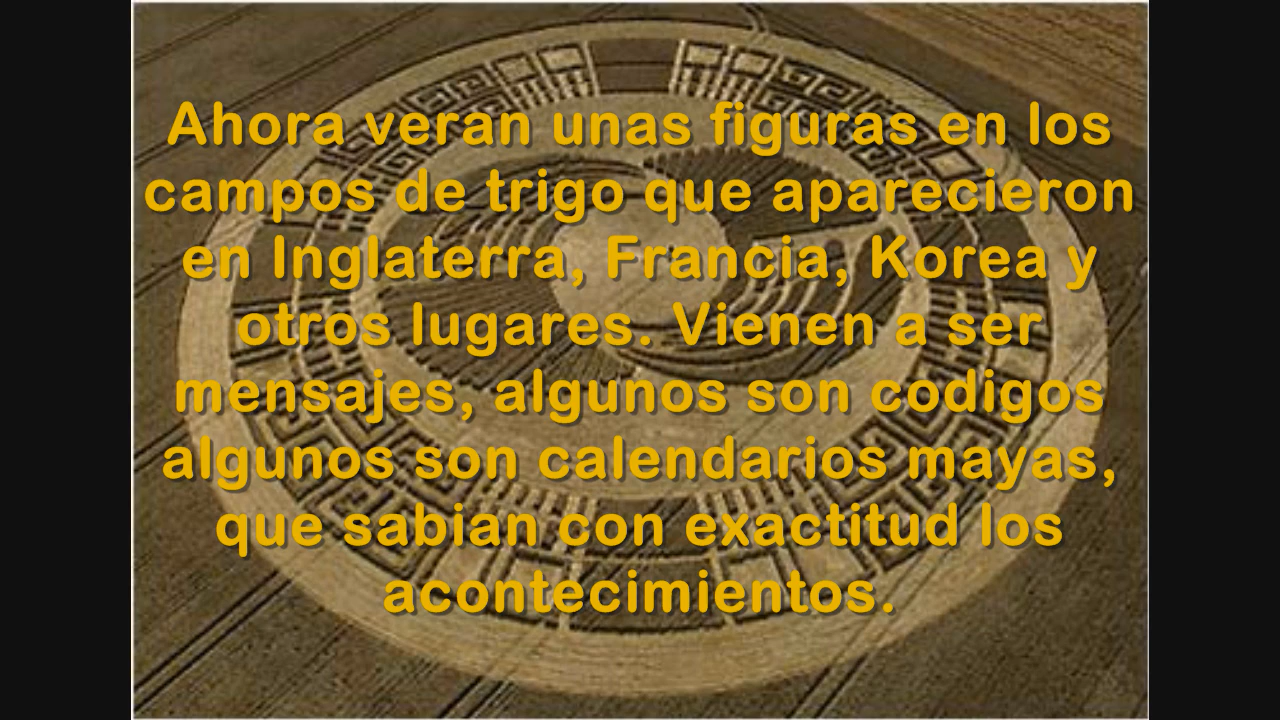 Ahora veran unas figuras en los
campos de trigo que aparecieron
en Inglaterra, Francia, Korea y
otros lugares. Vienen a ser
mensajes, algunos son codigos
algunos son calendarios mayas,
que sabian con exactitud los
acontecimientos.